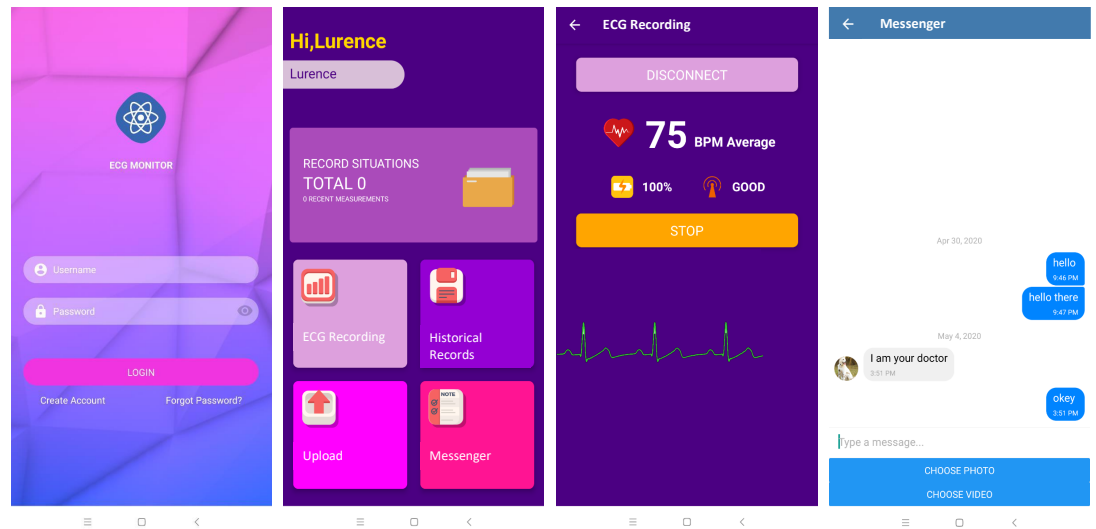 ECG MONITOR
Username
Password
LOGIN
Create Account
Forgot Password?
Hi,Lurence
Lurence
RECORD SITUATIONS
TOTAL 0
0 RECENT MEASUREMENTS
ECG Recording
Historical
Records
Upload
NOTE
Messenger
ECG Recording
DISCONNECT
75 BPM Average
100%
GOOD
STOP
Messenger
Apr 30, 2020
hello
9:46 PM
hello there
9:47 PM
May 4, 2020
I am your doctor
3:51 PM
okey
3:51 PM
Type a message...
CHOOSE PHOTO
CHOOSE VIDEO